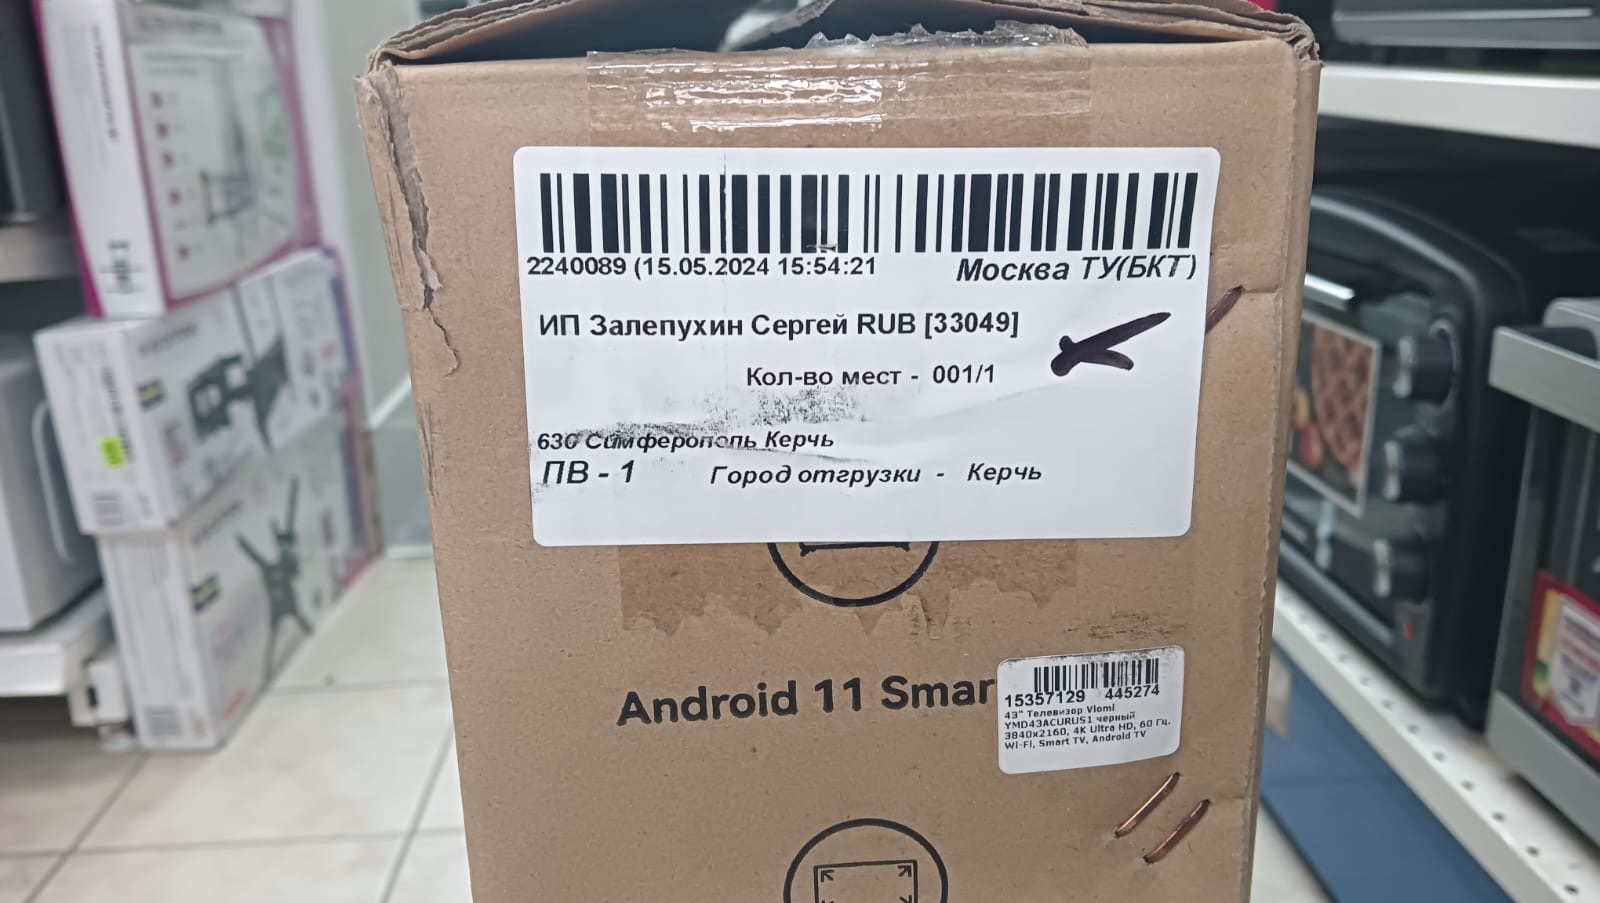 2240089 (15.05.2024 15:54:21
Москва ТУ(БКТ)
ИП Залепухин Сергей RUB [33049]
Кол-во мест - 001/1
630 Симферополь Керчь
ПВ - 1 Город отгрузки - Керчь
Android 11 Smar
15357129 445274
43" Телевизор Viomi
YMD43ACURUS1 черный
3840x2160, 4K Ultra HD, 60 Гц,
Wi-Fi, Smart TV, Android TV